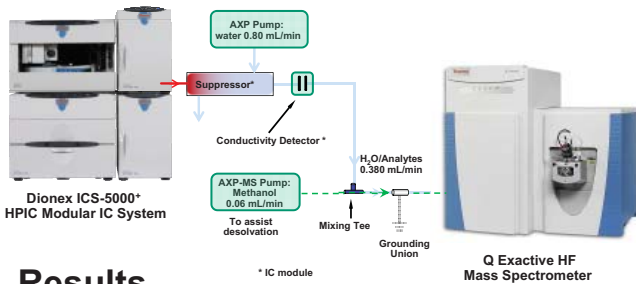 AXP Pump:
water 0.80 mL/min
Suppressor*
Conductivity Detector *
H₂O/Analytes
0.380 mL/min
AXP-MS Pump:
Methanol
0.06 mL/min
To assist
desolvation
Mixing Tee
Grounding
Union
Dionex ICS-5000⁺
HPIC Modular IC System
* IC module
Q Exactive HF
Mass Spectrometer
Results